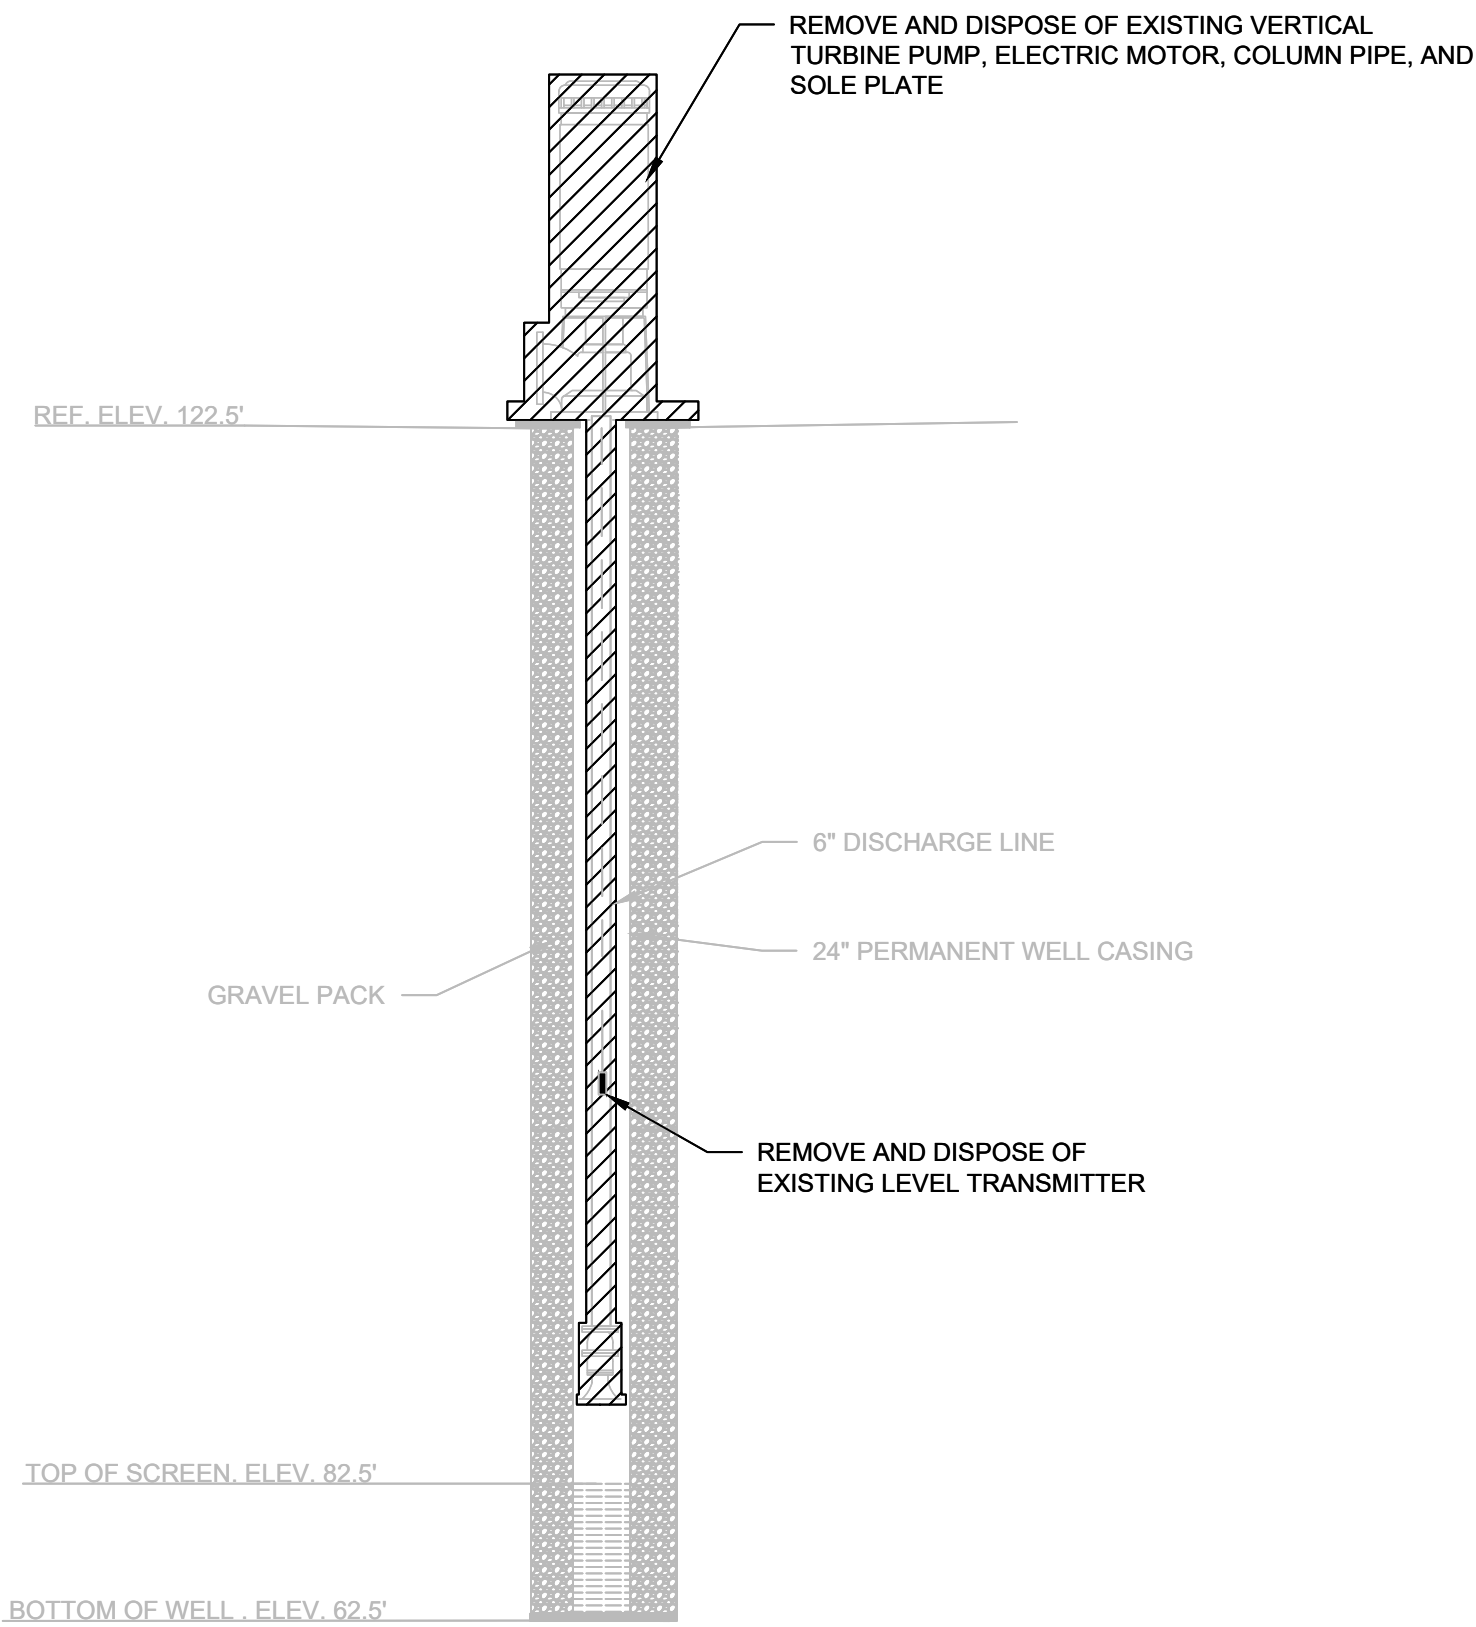 REMOVE AND DISPOSE OF EXISTING VERTICAL
TURBINE PUMP, ELECTRIC MOTOR, COLUMN PIPE, AND
SOLE PLATE
REF. ELEV. 122.5'
6" DISCHARGE LINE
24" PERMANENT WELL CASING
GRAVEL PACK
REMOVE AND DISPOSE OF
EXISTING LEVEL TRANSMITTER
TOP OF SCREEN. ELEV. 82.5'
BOTTOM OF WELL . ELEV. 62.5'